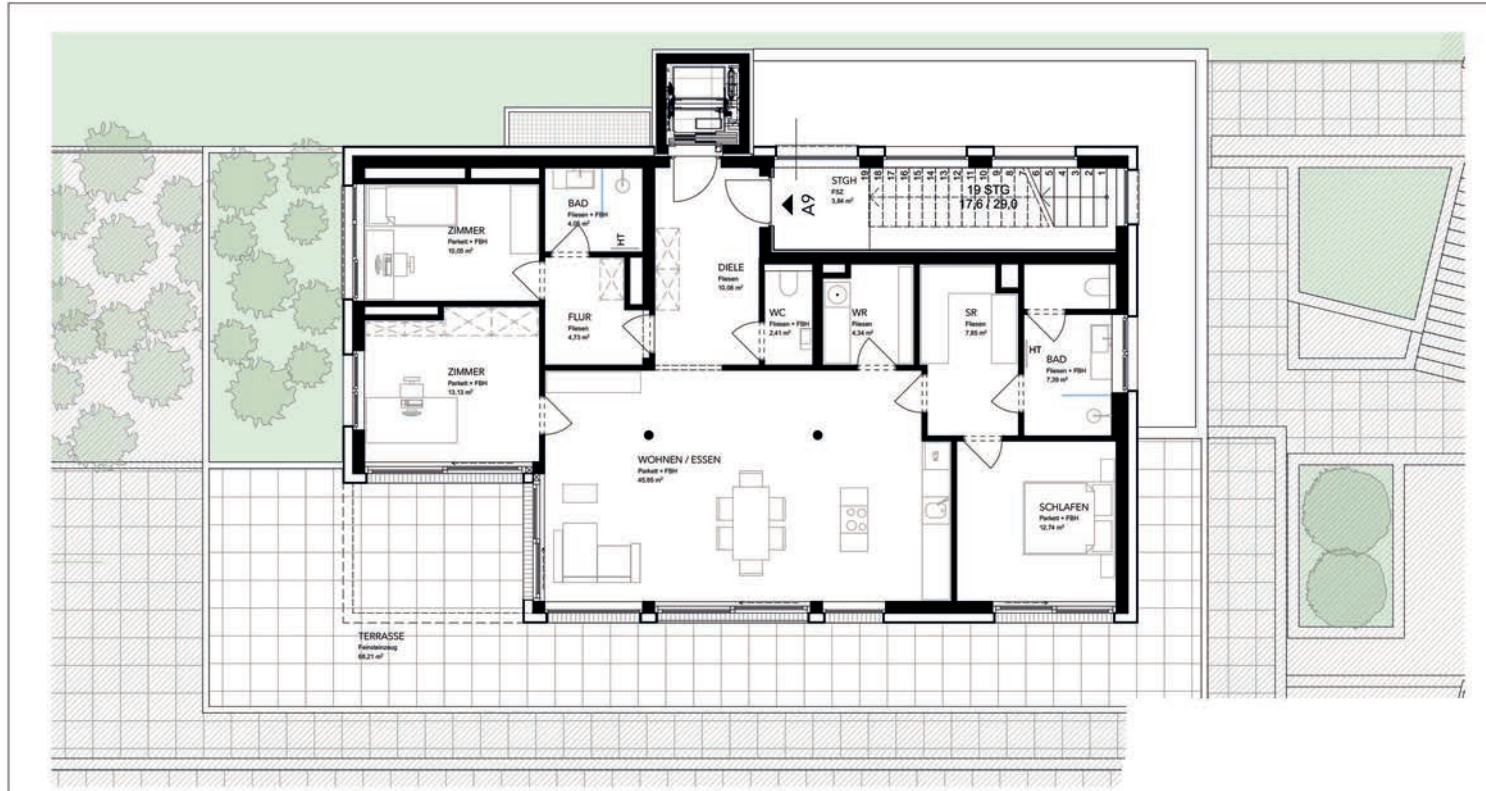 STGH
FSZ
3,84 m²
A9
19 18 17 16 15 14 13 12 11 10 9 8 7 6 5 4 3 2 1
19 STG
17,6 / 29,0
BAD
Fliesen + FBH
4,05 m²
HT
ZIMMER
Parkett + FBH
10,05 m²
DIELE
Fliesen
10,08 m²
FLUR
Fliesen
4,73 m²
WC
Fliesen + FBH
2,41 m²
WR
Fliesen
4,34 m²
SR
Fliesen
7,85 m²
HT
BAD
Fliesen + FBH
7,39 m²
ZIMMER
Parkett + FBH
13,13 m²
WOHNEN / ESSEN
Parkett + FBH
45,85 m²
KS
SCHLAFEN
Parkett + FBH
12,74 m²
TERRASSE
Feinsteinzeug
68,21 m²